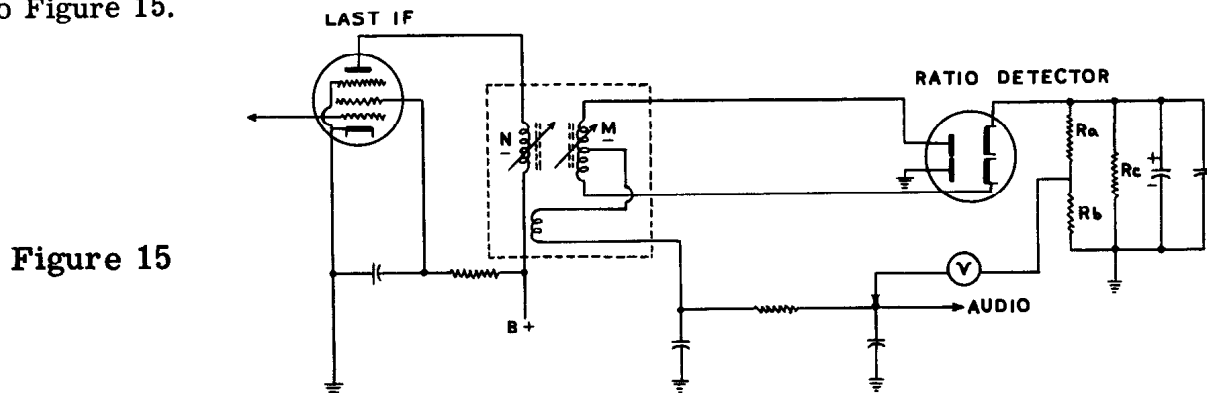 o Figure 15.
LAST IF
RATIO DETECTOR
N
M
Ra
Rc
+
-
Rb
Figure 15
V
AUDIO
B+